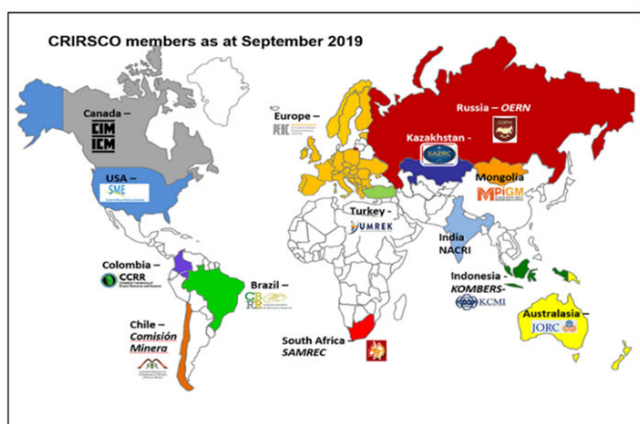 CRIRSCO members as at September 2019
Canada –
CIM
ICM
USA –
SME
Europe –
PERC
Russia – OERN
Kazakhstan -
KAZRC
Mongolia
MPIGM
Turkey -
UMREK
India
NACRI
Colombia –
CCRR
Brazil –
Indonesia -
KOMBERS-
KCMI
Australasia –
JORC
Chile –
Comisión
Minera
South Africa –
SAMREC